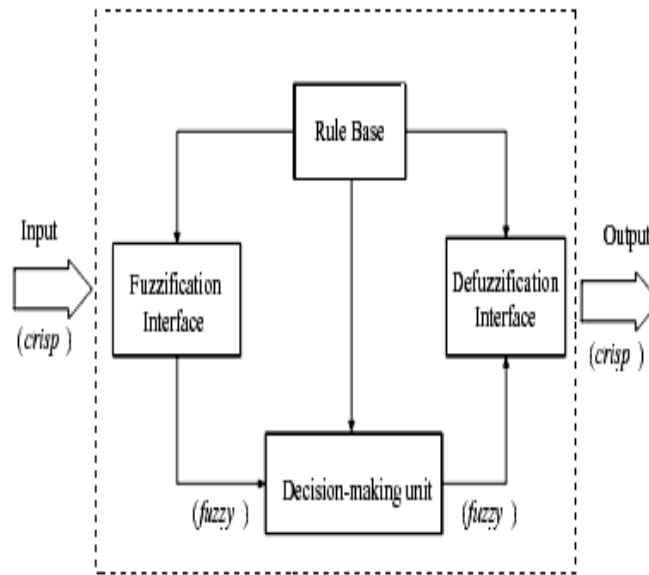 Rule Base
Input
(crisp )
Fuzzification
Interface
Defuzzification
Interface
Output
(crisp )
Decision-making unit
(fuzzy )
(fuzzy )